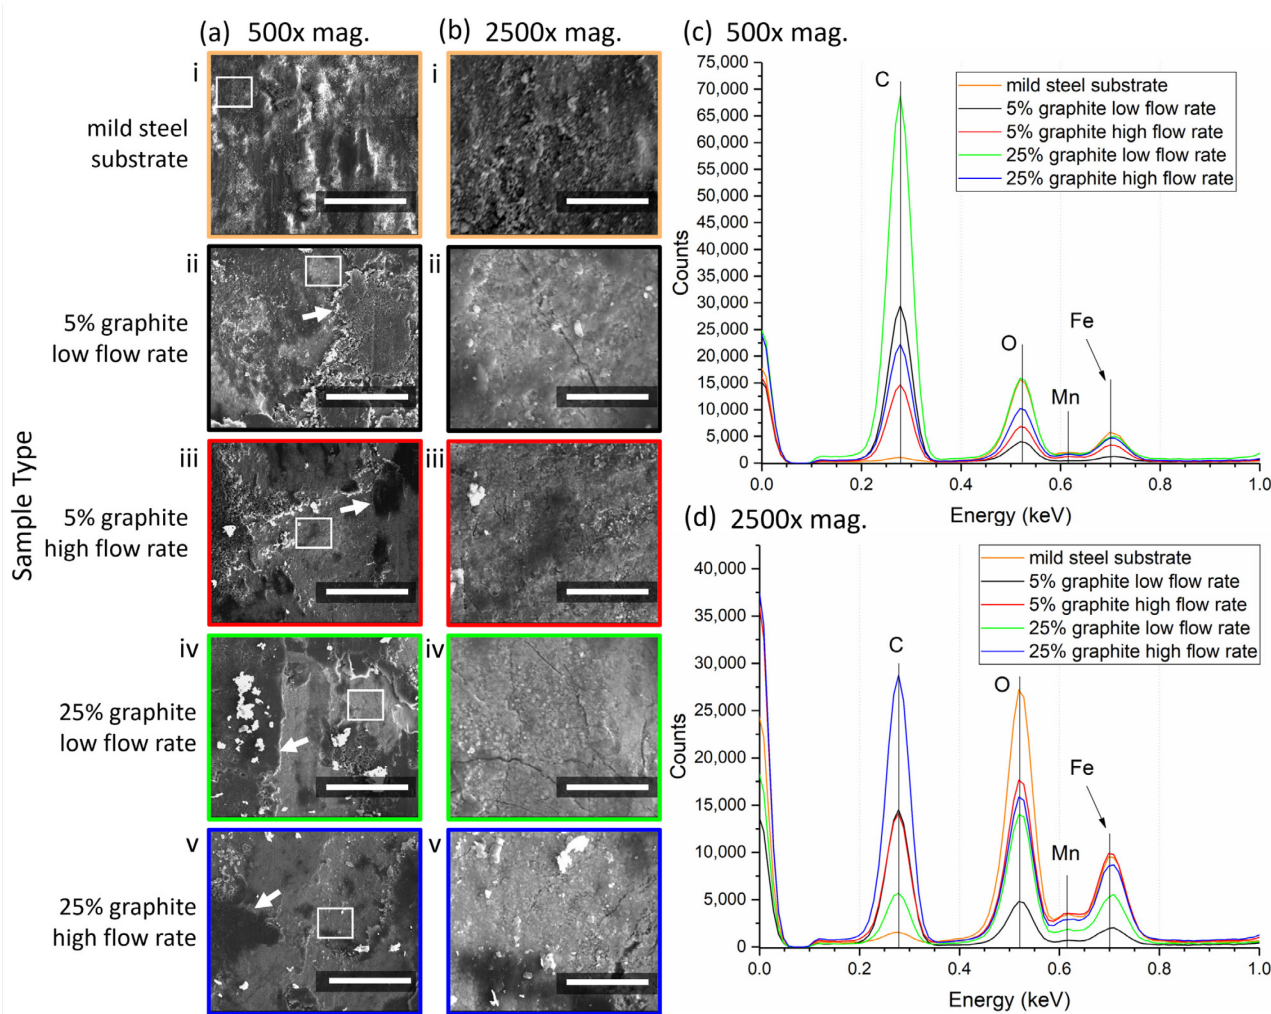 (a) 500x mag.
(b) 2500x mag.
Sample Type
i
mild steel
substrate
i
ii
5% graphite
low flow rate
ii
iii
5% graphite
high flow rate
iii
iv
25% graphite
low flow rate
iv
v
25% graphite
high flow rate
v
(c) 500x mag.
75,000
70,000
65,000
60,000
55,000
50,000
45,000
40,000
35,000
30,000
25,000
20,000
15,000
10,000
5,000
0
Counts
C
O
Mn
Fe
mild steel substrate
5% graphite low flow rate
5% graphite high flow rate
25% graphite low flow rate
25% graphite high flow rate
0.0 0.2 0.4 0.6 0.8 1.0
Energy (keV)
(d) 2500x mag.
40,000
35,000
30,000
25,000
20,000
15,000
10,000
5,000
0
Counts
C
O
Mn
Fe
mild steel substrate
5% graphite low flow rate
5% graphite high flow rate
25% graphite low flow rate
25% graphite high flow rate
0.0 0.2 0.4 0.6 0.8 1.0
Energy (keV)